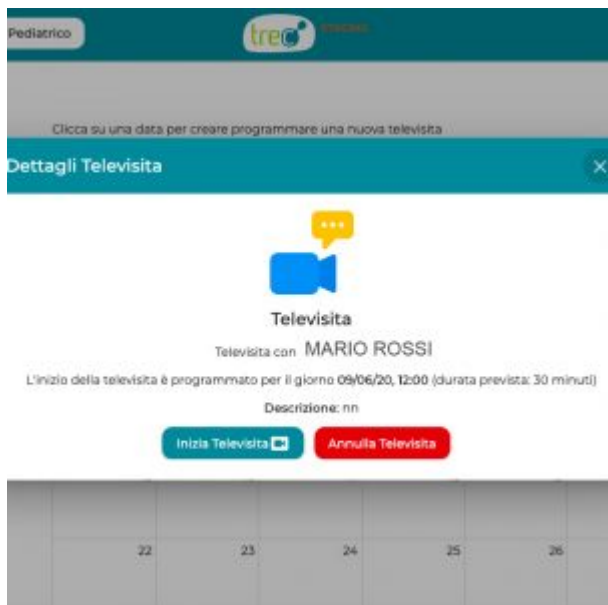 Pediatrico
trec
Clicca su una data per creare programmare una nuova televisita
Dettagli Televisita
Televisita
Televisita con MARIO ROSSI
L'inizio della televisita è programmato per il giorno 09/06/20, 12:00 (durata prevista: 30 minuti)
Descrizione: nn
Inizia Televisita
Annulla Televisita
22 23 24 25 26